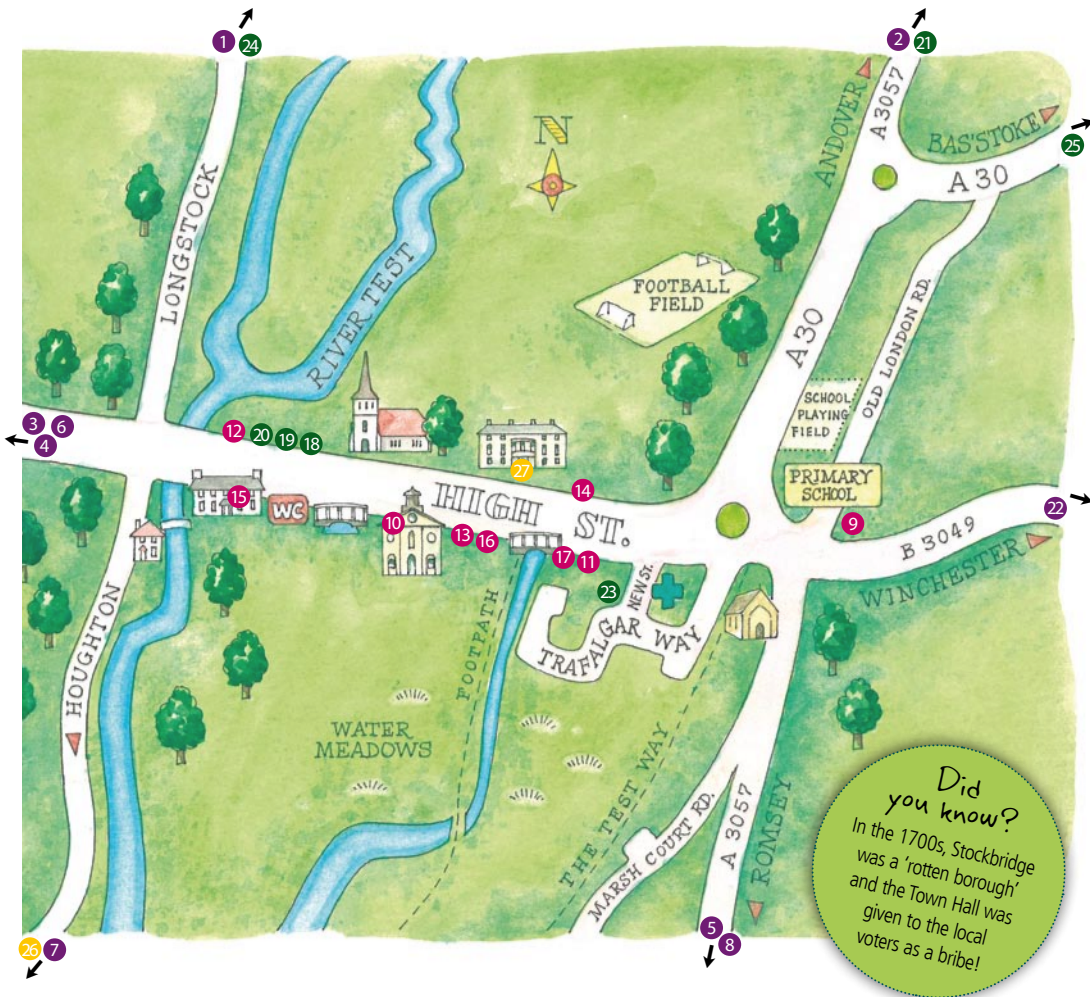 1
24
2
21
25
N
ANDOVER
A3057
BAS'STOKE
A 30
LONGSTOCK
RIVER TEST
FOOTBALL
FIELD
A30
OLD LONDON RD.
SCHOOL
PLAYING
FIELD
3
6
4
12
20
19
18
27
14
PRIMARY
SCHOOL
9
22
15
WC
10
13
16
HIGH ST.
17
11
B 3049
WINCHESTER
23
NEW ST.
TRAFALGAR WAY
HOUGHTON
FOOTPATH
WATER
MEADOWS
THE TEST WAY
MARSH COURT RD.
A 3057
ROMSEY
Did
you know?
In the 1700s, Stockbridge
was a 'rotten borough'
and the Town Hall was
given to the local
voters as a bribe!
26
7
5
8